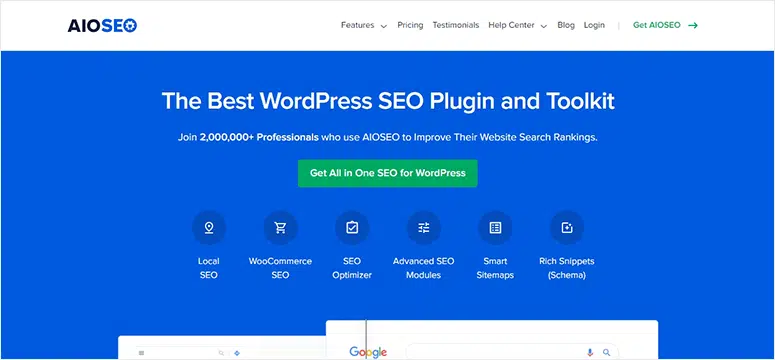 AIOSEO Features Pricing Testimonials Help Center Blog Login Get AIOSEO
The Best WordPress SEO Plugin and Toolkit
Join 2,000,000+ Professionals who use AIOSEO to Improve Their Website Search Rankings.
Get All in One SEO for WordPress
Local WooCommerce SEO Advanced SEO Smart Rich Snippets
SEO SEO Optimizer Modules Sitemaps (Schema)
Google